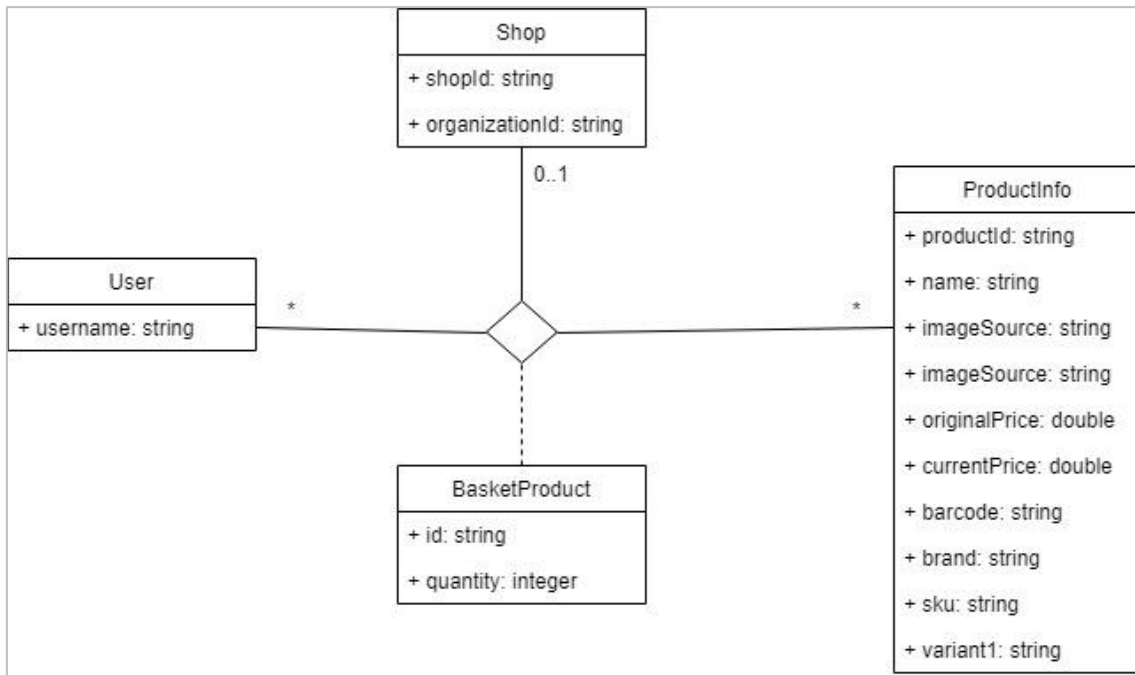 Shop
+ shopId: string
+ organizationId: string
0..1
User
+ username: string
*
*
ProductInfo
+ productId: string
+ name: string
+ imageSource: string
+ imageSource: string
+ originalPrice: double
+ currentPrice: double
+ barcode: string
+ brand: string
+ sku: string
+ variant1: string
BasketProduct
+ id: string
+ quantity: integer